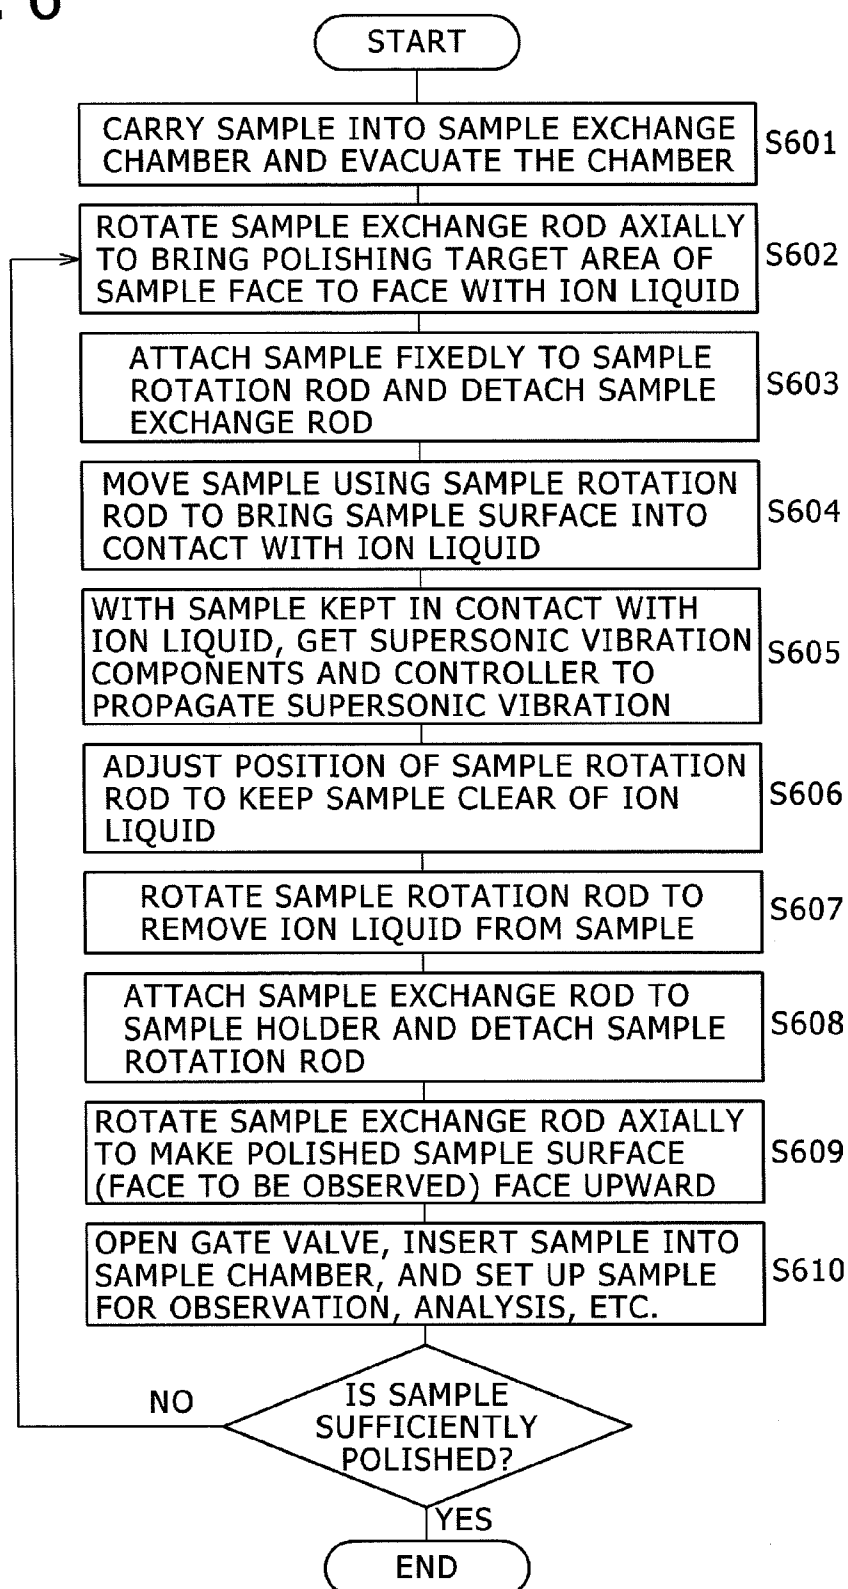 6
START
CARRY SAMPLE INTO SAMPLE EXCHANGE
CHAMBER AND EVACUATE THE CHAMBER
S601
ROTATE SAMPLE EXCHANGE ROD AXIALLY
TO BRING POLISHING TARGET AREA OF
SAMPLE FACE TO FACE WITH ION LIQUID
S602
ATTACH SAMPLE FIXEDLY TO SAMPLE
ROTATION ROD AND DETACH SAMPLE
EXCHANGE ROD
S603
MOVE SAMPLE USING SAMPLE ROTATION
ROD TO BRING SAMPLE SURFACE INTO
CONTACT WITH ION LIQUID
S604
WITH SAMPLE KEPT IN CONTACT WITH
ION LIQUID, GET SUPERSONIC VIBRATION
COMPONENTS AND CONTROLLER TO
PROPAGATE SUPERSONIC VIBRATION
S605
ADJUST POSITION OF SAMPLE ROTATION
ROD TO KEEP SAMPLE CLEAR OF ION
LIQUID
S606
ROTATE SAMPLE ROTATION ROD TO
REMOVE ION LIQUID FROM SAMPLE
S607
ATTACH SAMPLE EXCHANGE ROD TO
SAMPLE HOLDER AND DETACH SAMPLE
ROTATION ROD
S608
ROTATE SAMPLE EXCHANGE ROD AXIALLY
TO MAKE POLISHED SAMPLE SURFACE
(FACE TO BE OBSERVED) FACE UPWARD
S609
OPEN GATE VALVE, INSERT SAMPLE INTO
SAMPLE CHAMBER, AND SET UP SAMPLE
FOR OBSERVATION, ANALYSIS, ETC.
S610
NO
IS SAMPLE
SUFFICIENTLY
POLISHED?
YES
END